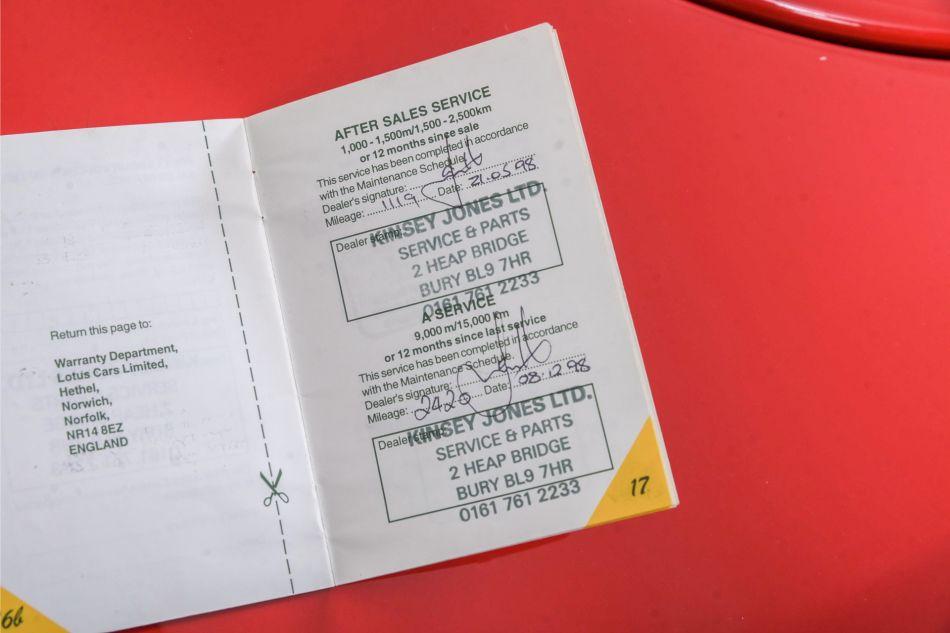 Return this page to:
Warranty Department,
Lotus Cars Limited,
Hethel,
Norwich,
Norfolk,
NR14 8EZ
ENGLAND
6b
AFTER SALES SERVICE
1,000 - 1,500m/1,500 - 2,500km
or 12 months since sale
This service has been completed in accordance
with the Maintenance Schedule.
Dealer's signature: Date: 21.05.98
Mileage: 1119
Dealer stamp:
KINSEY JONES LTD.
SERVICE & PARTS
2 HEAP BRIDGE
BURY BL9 7HR
0161 761 2233
A SERVICE
9,000 m/15,000 km
or 12 months since last service
This service has been completed in accordance
with the Maintenance Schedule.
Dealer's signature: Date: 08.12.98
Mileage: 2420
Dealer stamp:
KINSEY JONES LTD.
SERVICE & PARTS
2 HEAP BRIDGE
BURY BL9 7HR
0161 761 2233
17